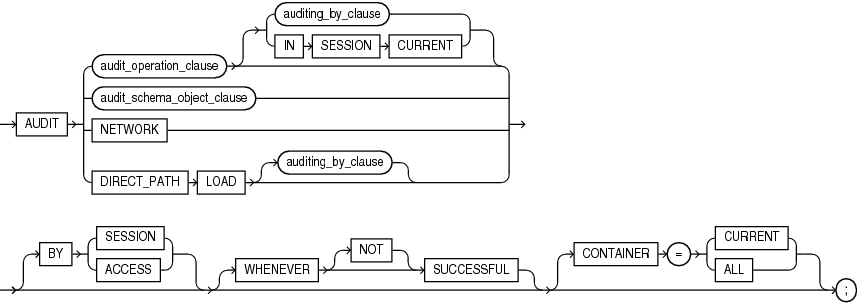 auditing_by_clause
IN SESSION CURRENT
audit_operation_clause
audit_schema_object_clause
AUDIT
NETWORK
auditing_by_clause
DIRECT_PATH LOAD
SESSION
BY
ACCESS
NOT
WHENEVER SUCCESSFUL
CURRENT
CONTAINER =
ALL
;